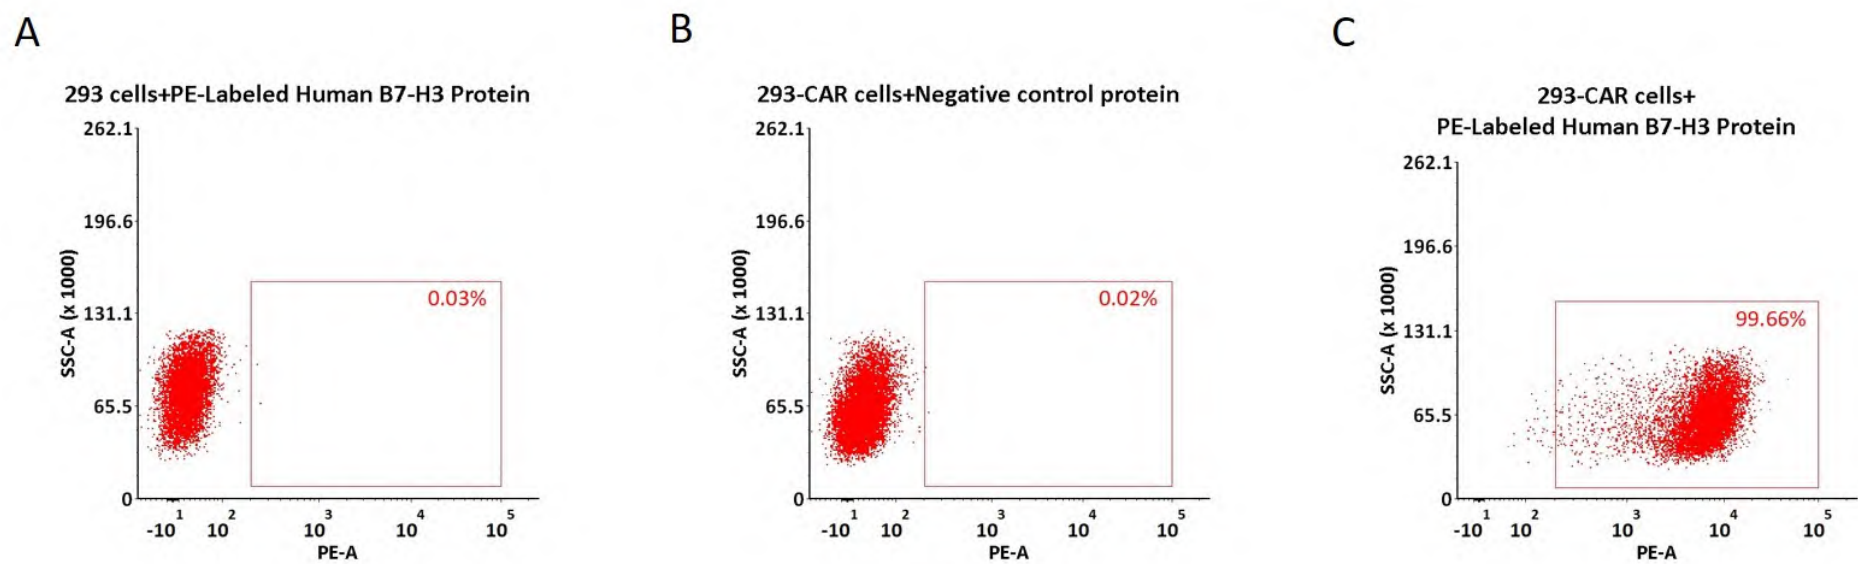 A
293 cells+PE-Labeled Human B7-H3 Protein
262.1
196.6
131.1
65.5
0
SSC-A (x 1000)
0.03%
-10^1 10^2 10^3 10^4 10^5
PE-A
B
293-CAR cells+Negative control protein
262.1
196.6
131.1
65.5
0
SSC-A (x 1000)
0.02%
-10^1 10^2 10^3 10^4 10^5
PE-A
C
293-CAR cells+
PE-Labeled Human B7-H3 Protein
262.1
196.6
131.1
65.5
0
SSC-A (x 1000)
99.66%
-10^1 10^2 10^3 10^4 10^5
PE-A